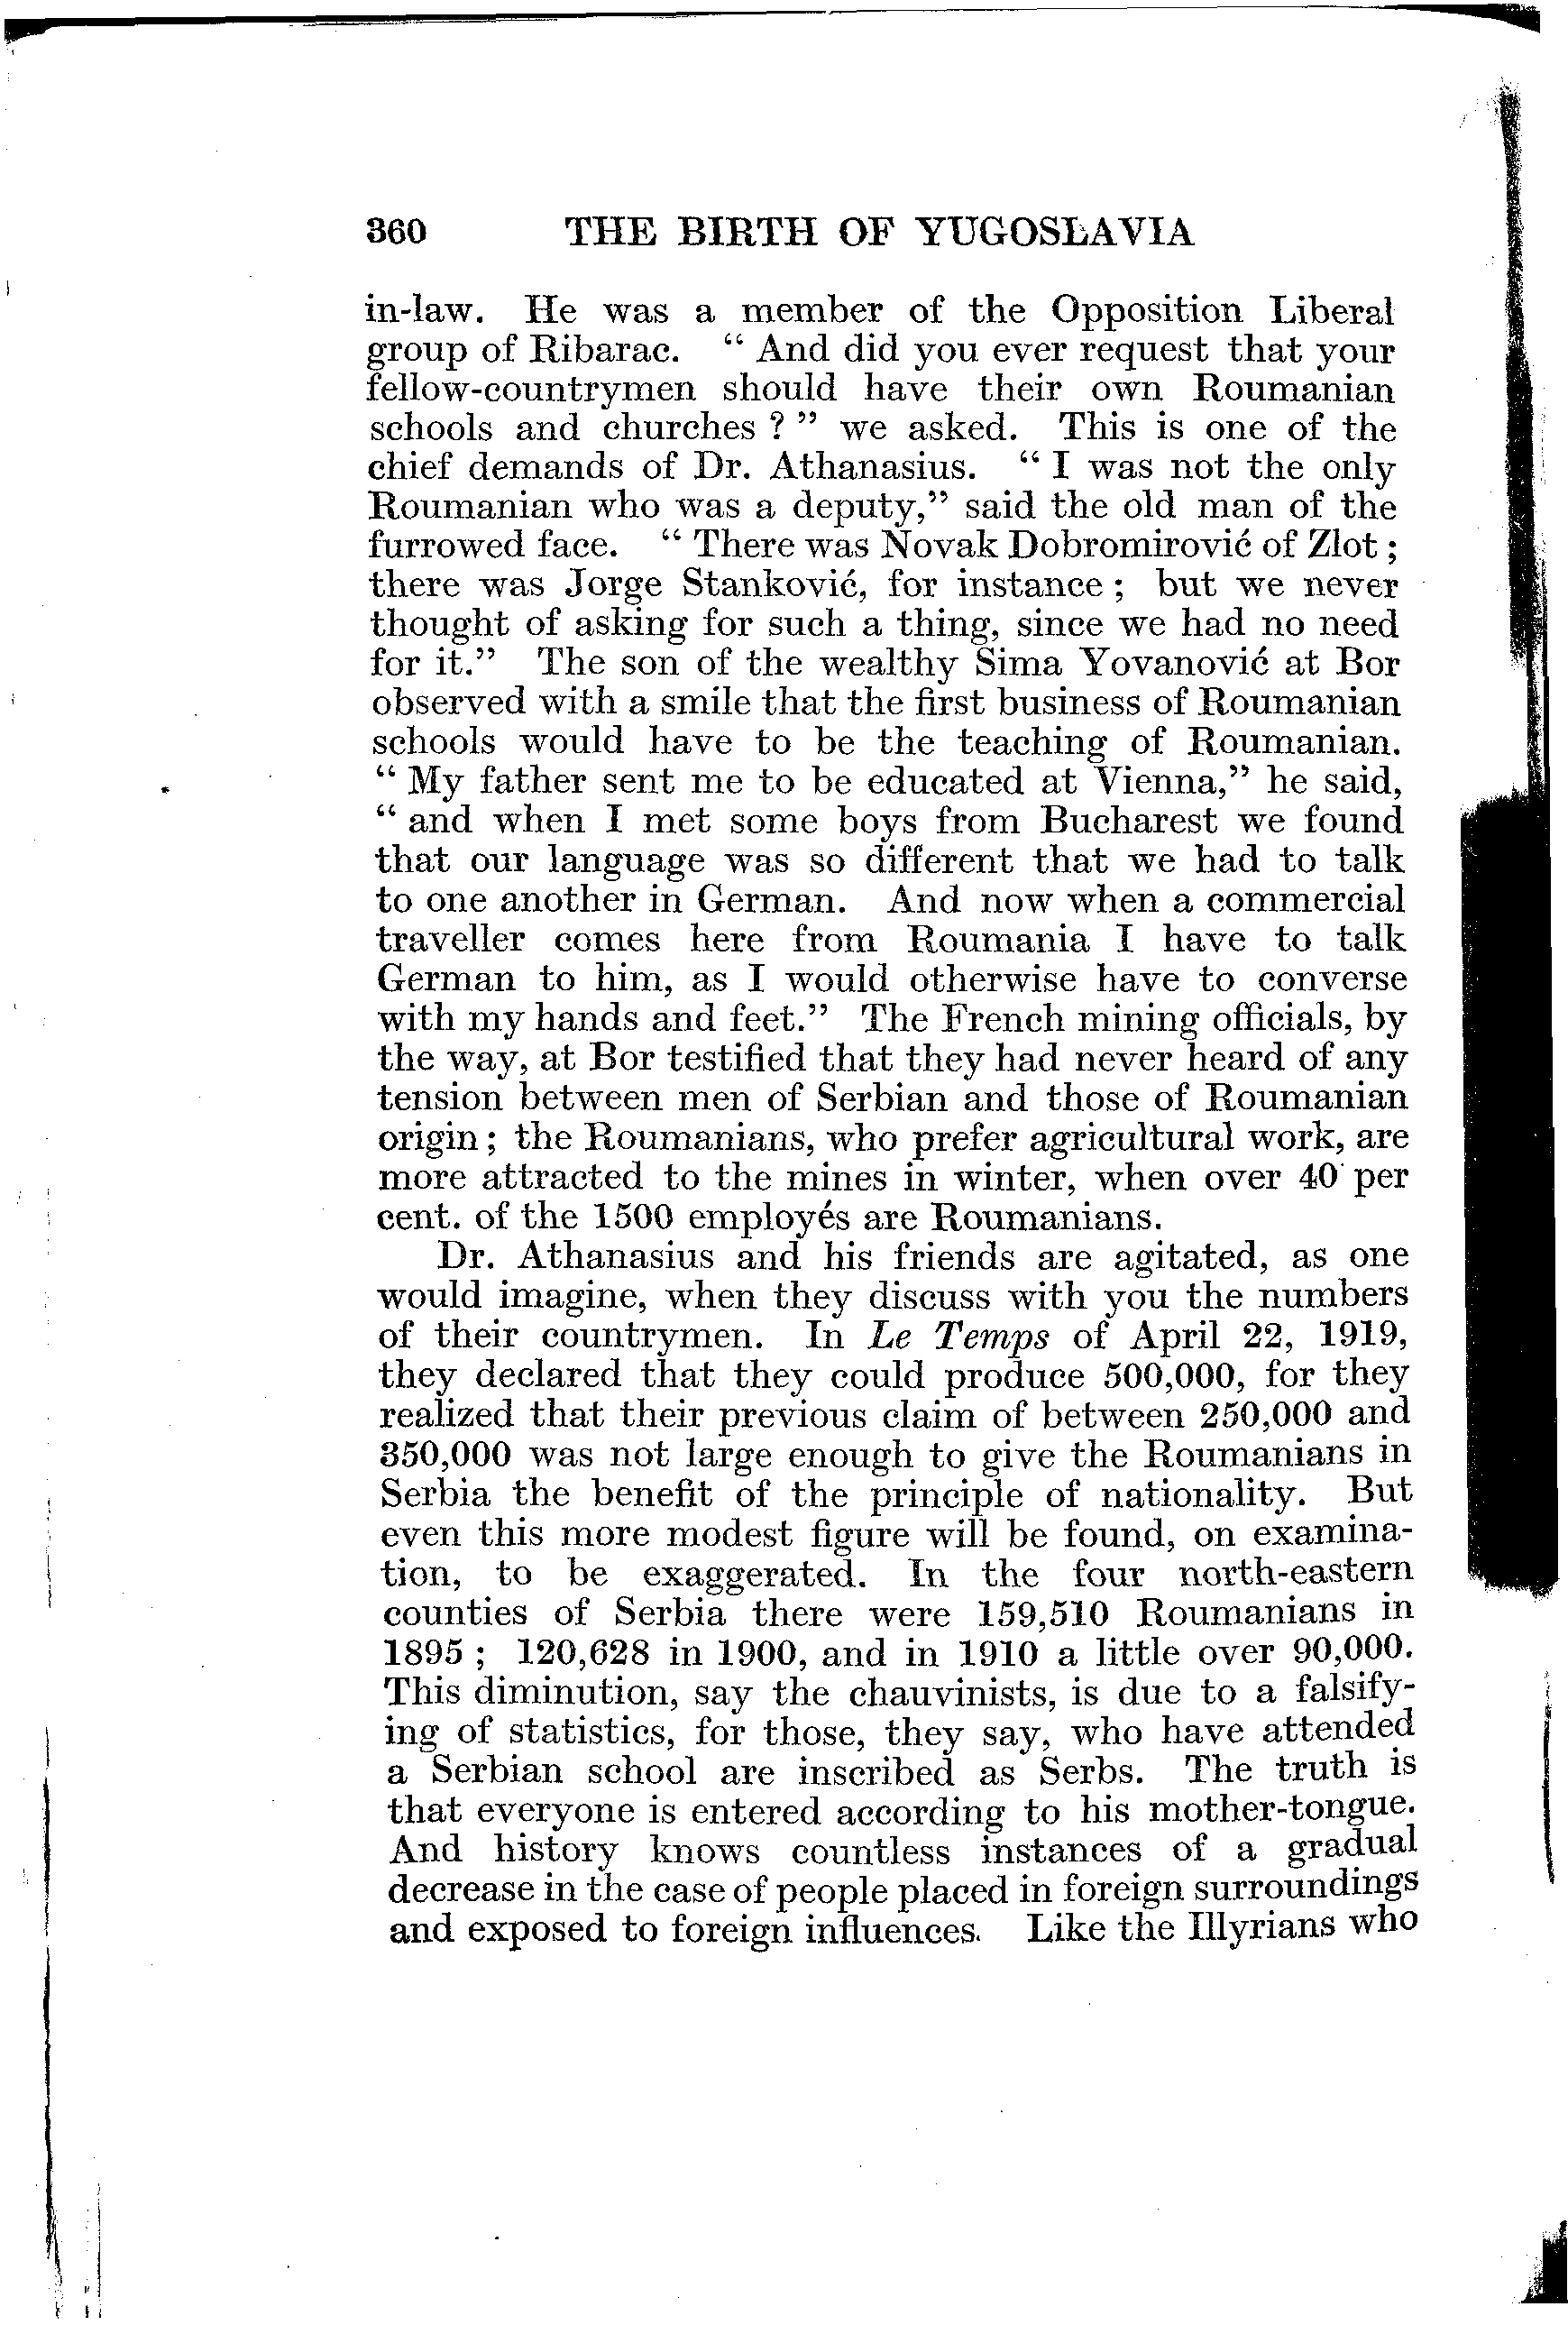 360 THE BIRTH OF YUGOSLAVIA
in-law. He was a member of the Opposition Liberal
group of Ribarac. “ And did you ever request that your
fellow-countrymen should have their own Roumanian
schools and churches ? ” we asked. This is one of the
chief demands of Dr. Athanasius. “ I was not the only
Roumanian who was a deputy,” said the old man of the
furrowed face. “ There was Novak Dobromirović of Zlot ;
there was Jorge Stanković, for instance ; but we never
thought of asking for such a thing, since we had no need
for it.” The son of the wealthy Sima Yovanović at Bor
observed with a smile that the first business of Roumanian
schools would have to be the teaching of Roumanian.
“ My father sent me to be educated at Vienna,” he said,
“ and when I met some boys from Bucharest we found
that our language was so different that we had to talk
to one another in German. And now when a commercial
traveller comes here from Roumania I have to talk
German to him, as I would otherwise have to converse
with my hands and feet.” The French mining officials, by
the way, at Bor testified that they had never heard of any
tension between men of Serbian and those of Roumanian
origin ; the Roumanians, who prefer agricultural work, are
more attracted to the mines in winter, when over 40 per
cent. of the 1500 employés are Roumanians.
Dr. Athanasius and his friends are agitated, as one
would imagine, when they discuss with you the numbers
of their countrymen. In Le Temps of April 22, 1919,
they declared that they could produce 500,000, for they
realized that their previous claim of between 250,000 and
350,000 was not large enough to give the Roumanians in
Serbia the benefit of the principle of nationality. But
even this more modest figure will be found, on examina-
tion, to be exaggerated. In the four north-eastern
counties of Serbia there were 159,510 Roumanians in
1895 ; 120,628 in 1900, and in 1910 a little over 90,000.
This diminution, say the chauvinists, is due to a falsify-
ing of statistics, for those, they say, who have attended
a Serbian school are inscribed as Serbs. The truth is
that everyone is entered according to his mother-tongue.
And history knows countless instances of a gradual
decrease in the case of people placed in foreign surroundings
and exposed to foreign influences. Like the Illyrians who